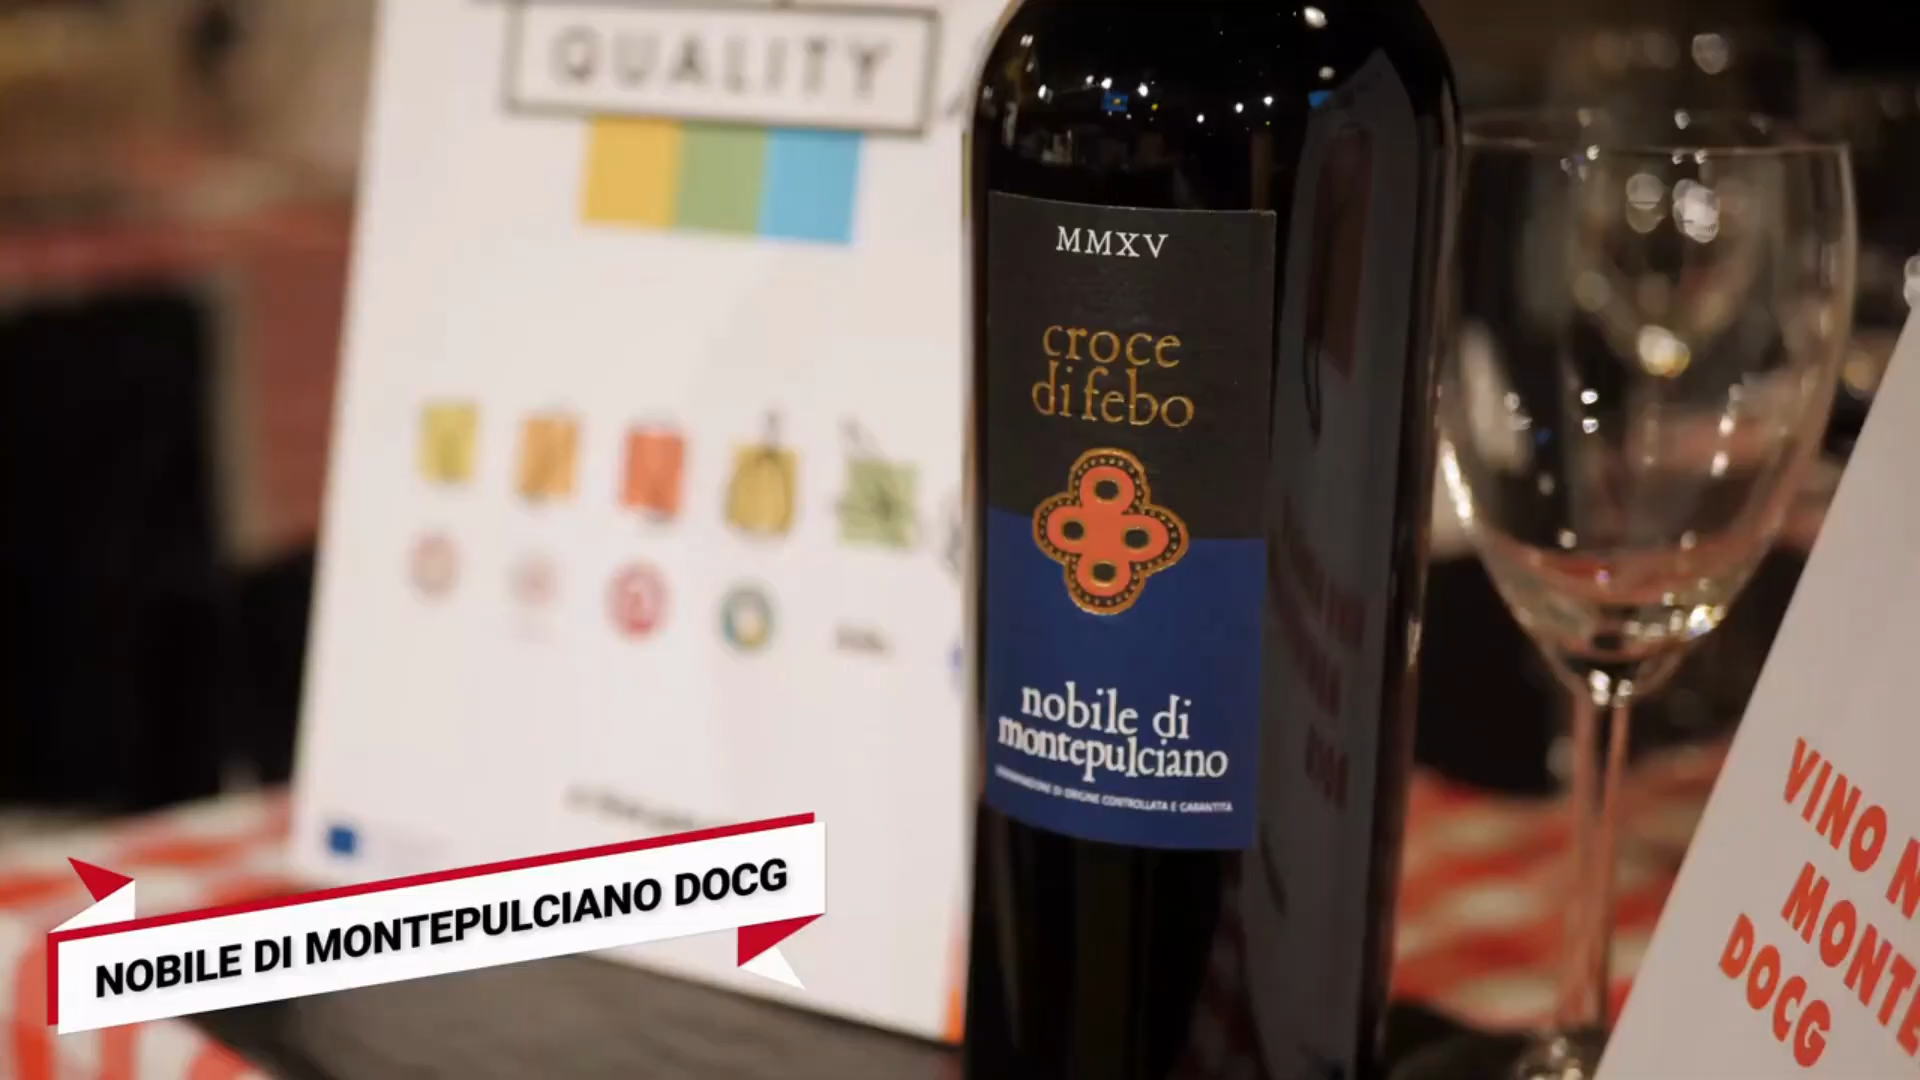 QUALITY
MMXV
croce
di febo
nobile di
montepulciano
DENOMINAZIONE DI ORIGINE CONTROLLATA E GARANTITA
NOBILE DI MONTEPULCIANO DOCG
VINO
MONTE
DOCG